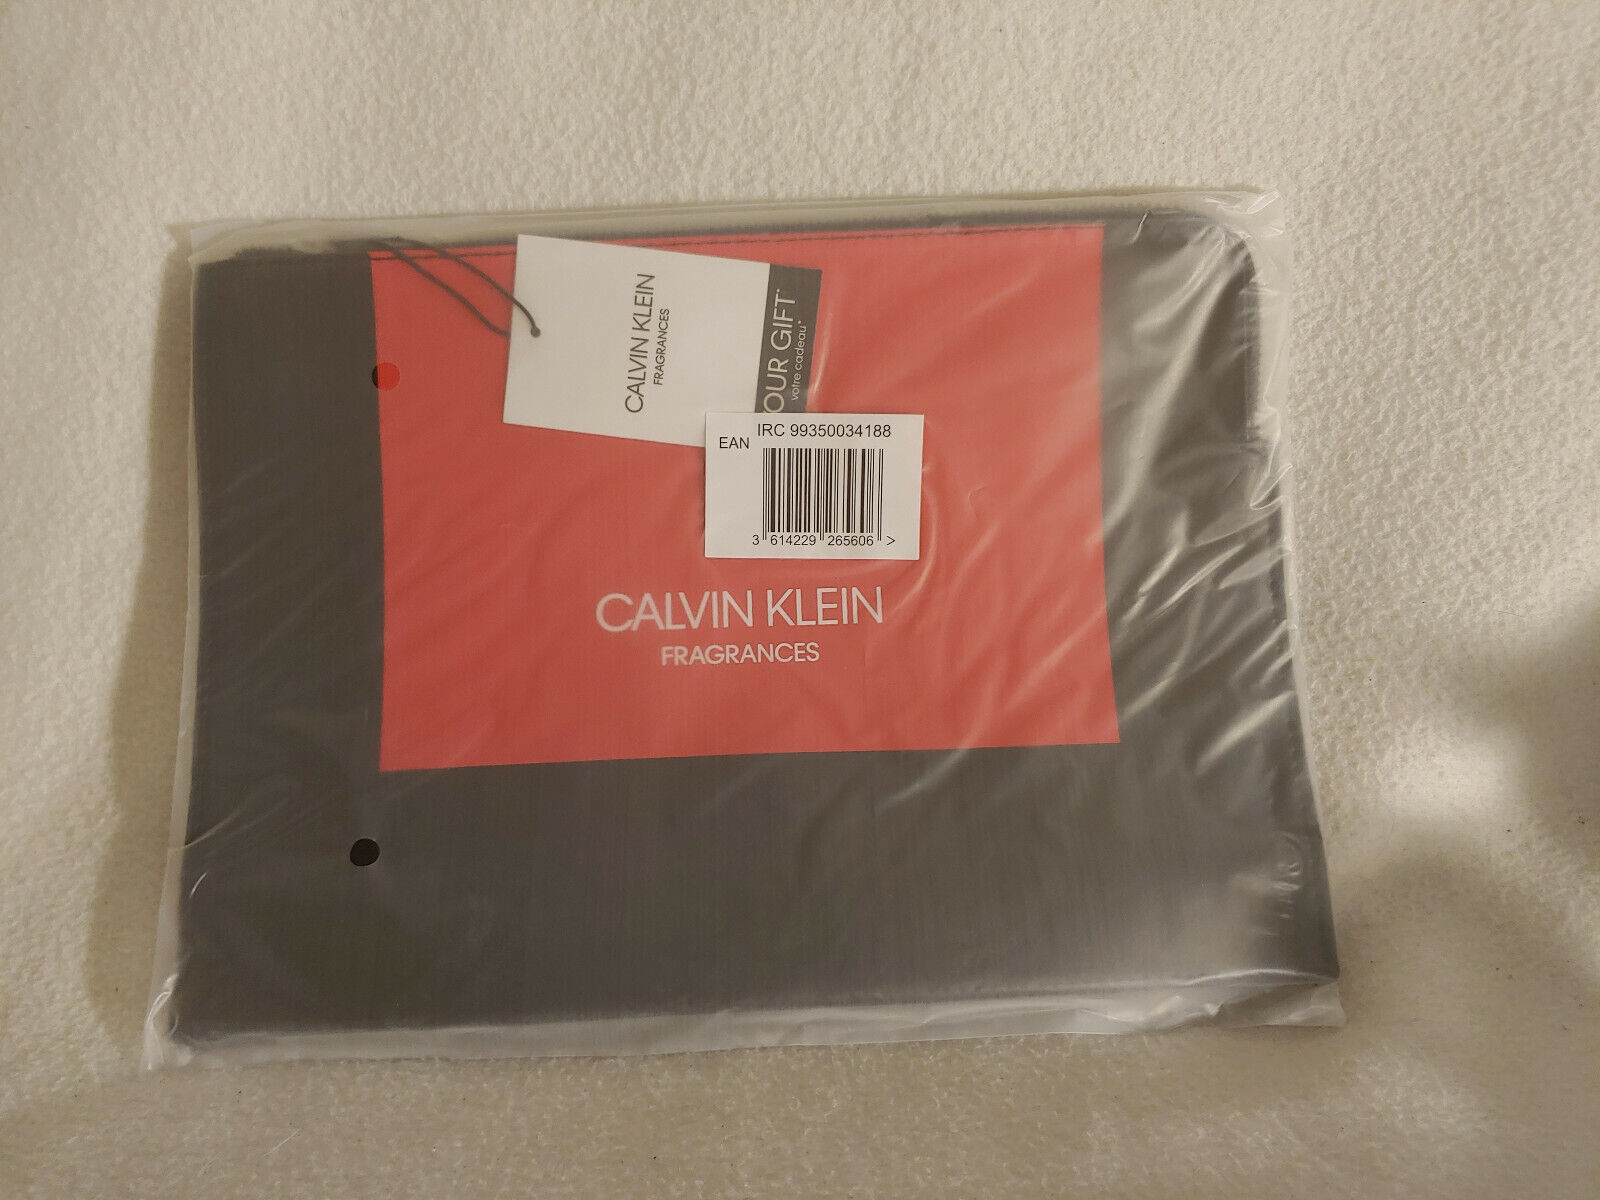 CALVIN KLEIN
FRAGRANCES
OUR GIFT*
votre cadeau*
IRC 99350034188
EAN
3 614229 265606 >
CALVIN KLEIN
FRAGRANCES